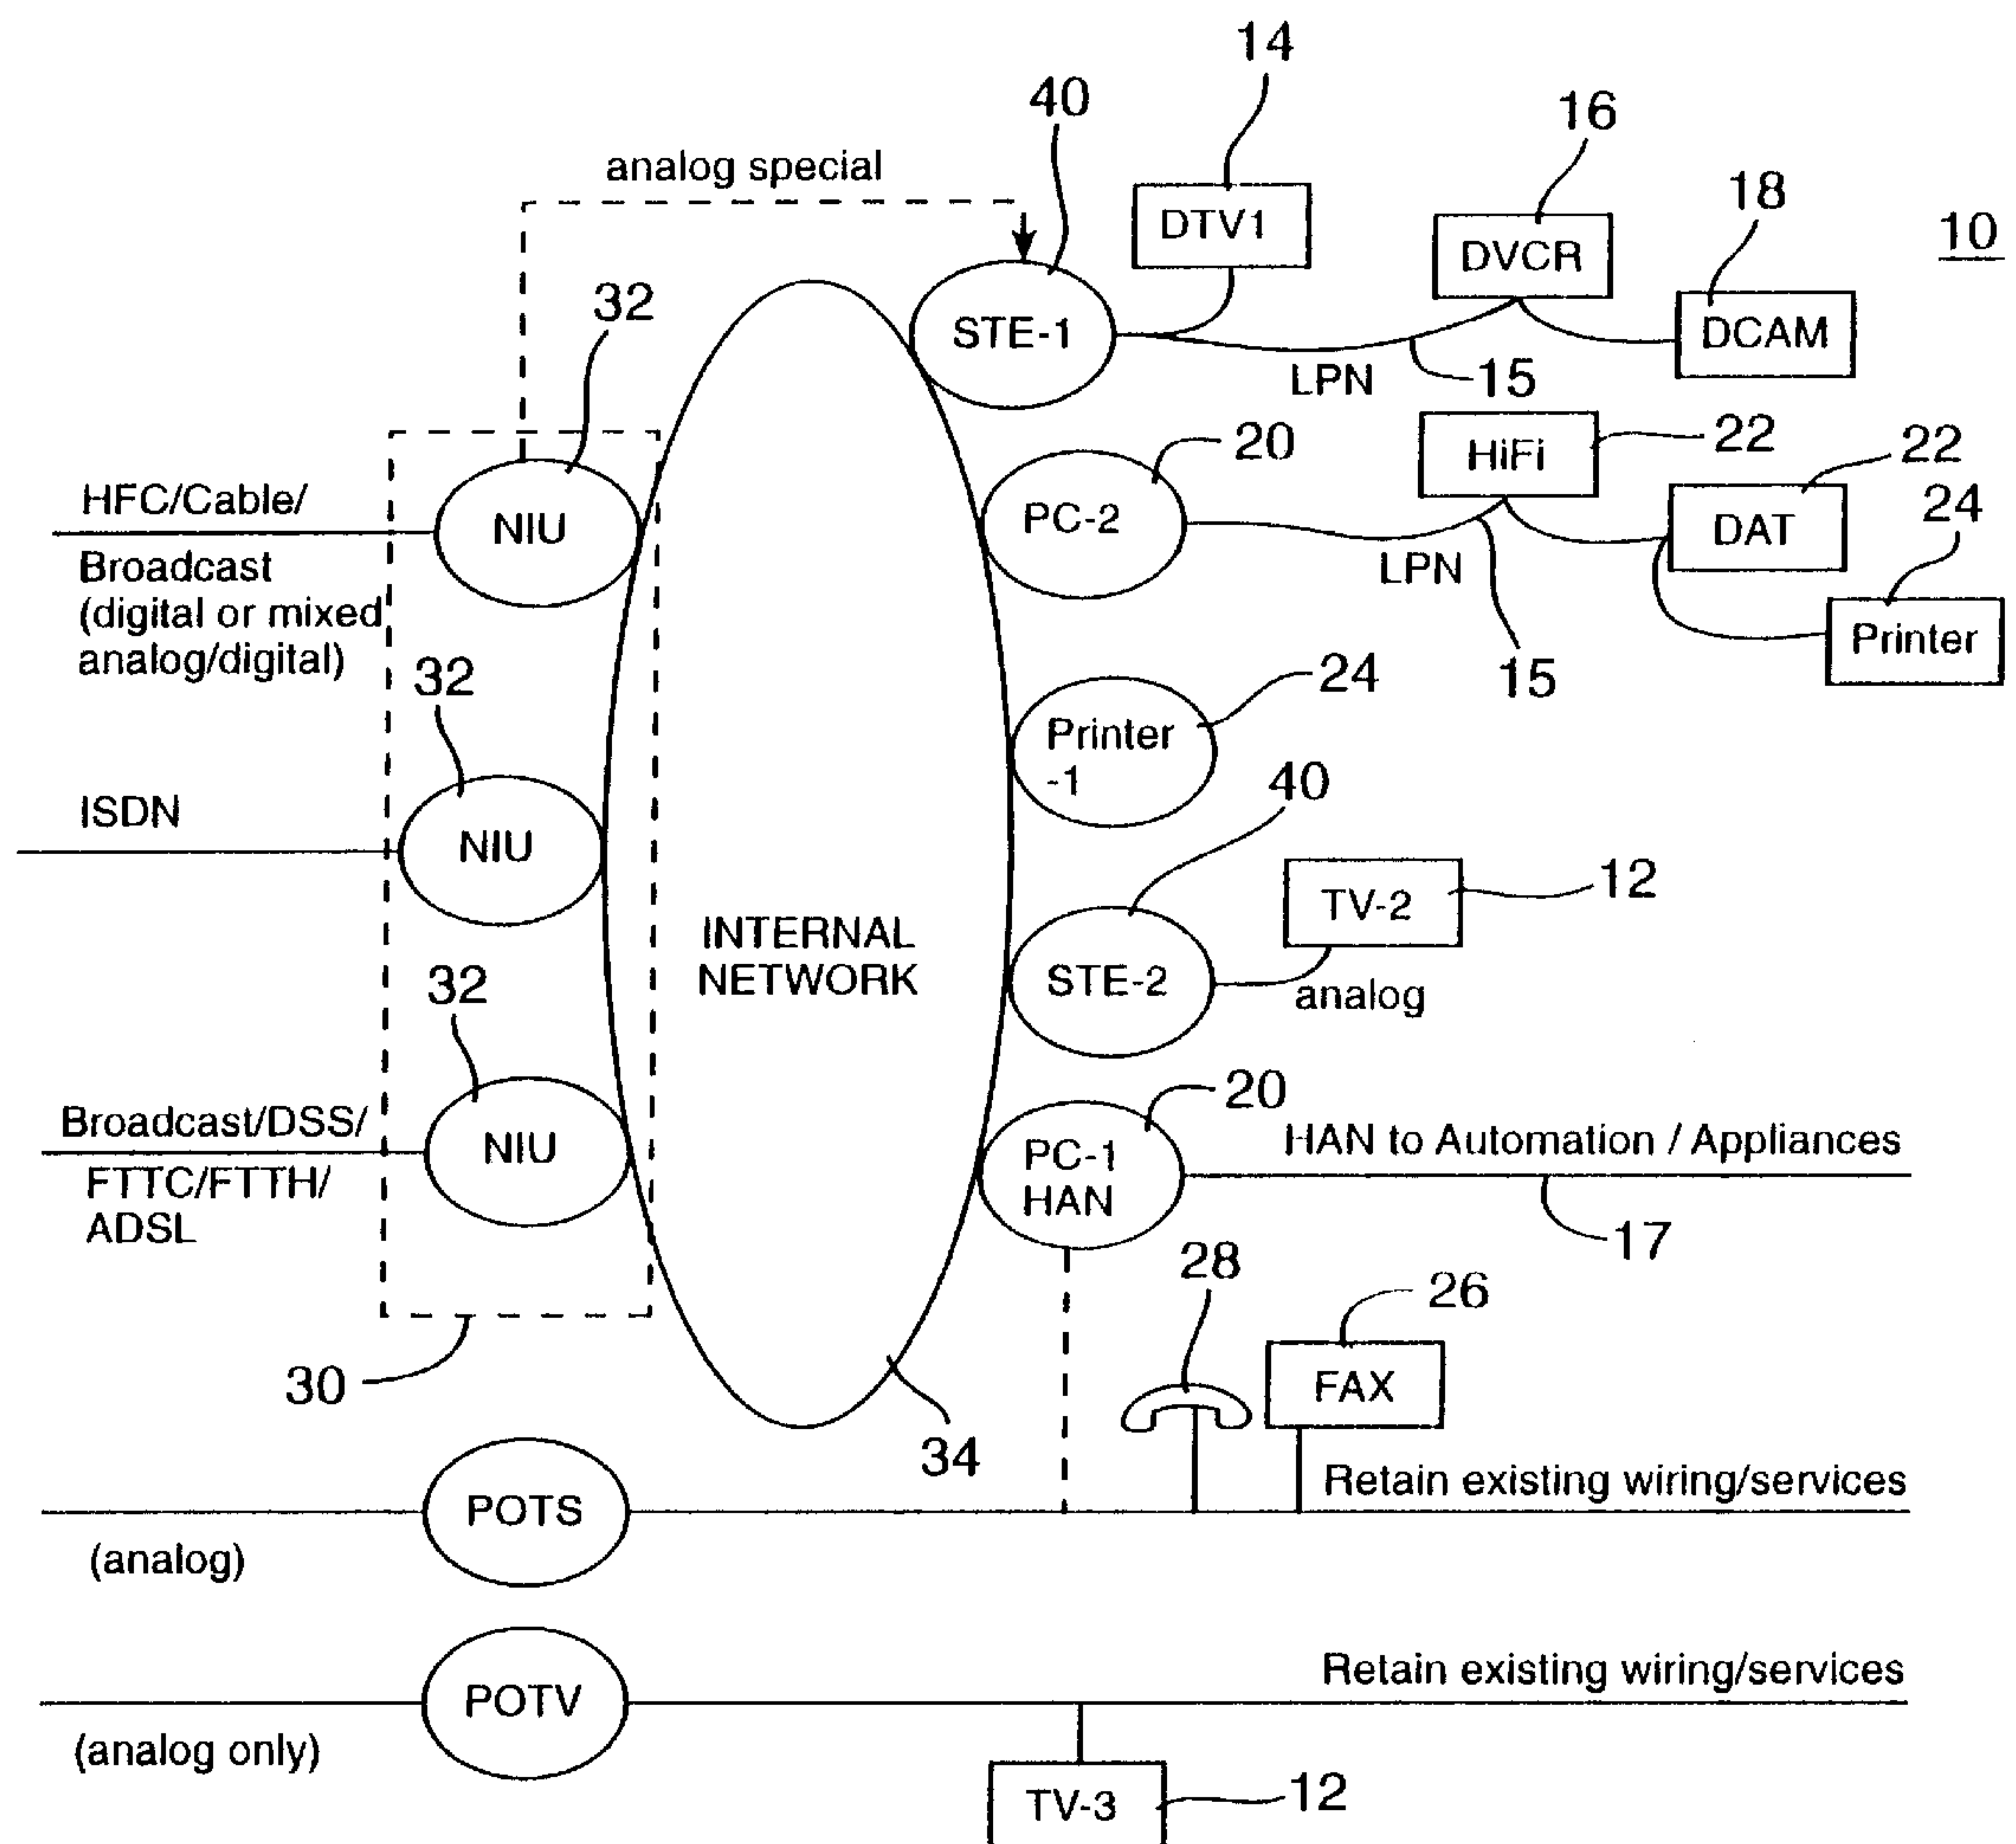 14
40
16
analog special
18
DTV1
10
DVCR
32
STE-1
DCAM
LPN
15
20
22
22
HiFi
24
HFC/Cable/
NIU
PC-2
DAT
Broadcast
(digital or mixed
analog/digital)
LPN
Printer
32
15
24
Printer
-1
40
ISDN
NIU
12
TV-2
INTERNAL
NETWORK
32
STE-2
analog
20
Broadcast/DSS/
NIU
PC-1
HAN
HAN to Automation / Appliances
FTTC/FTTH/
ADSL
17
28
26
30
FAX
34
Retain existing wiring/services
POTS
(analog)
Retain existing wiring/services
POTV
(analog only)
TV-3
12